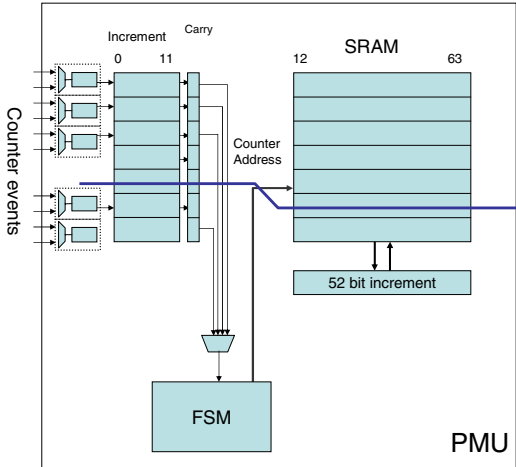 Increment
Carry
SRAM
0
11
12
63
Counter events
Counter
Address
52 bit increment
FSM
PMU